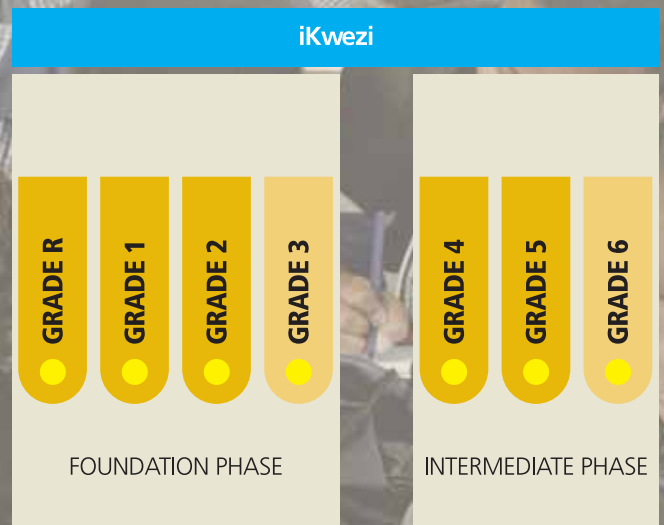 iKwezi
GRADE R
GRADE 1
GRADE 2
GRADE 3
FOUNDATION PHASE
GRADE 4
GRADE 5
GRADE 6
INTERMEDIATE PHASE